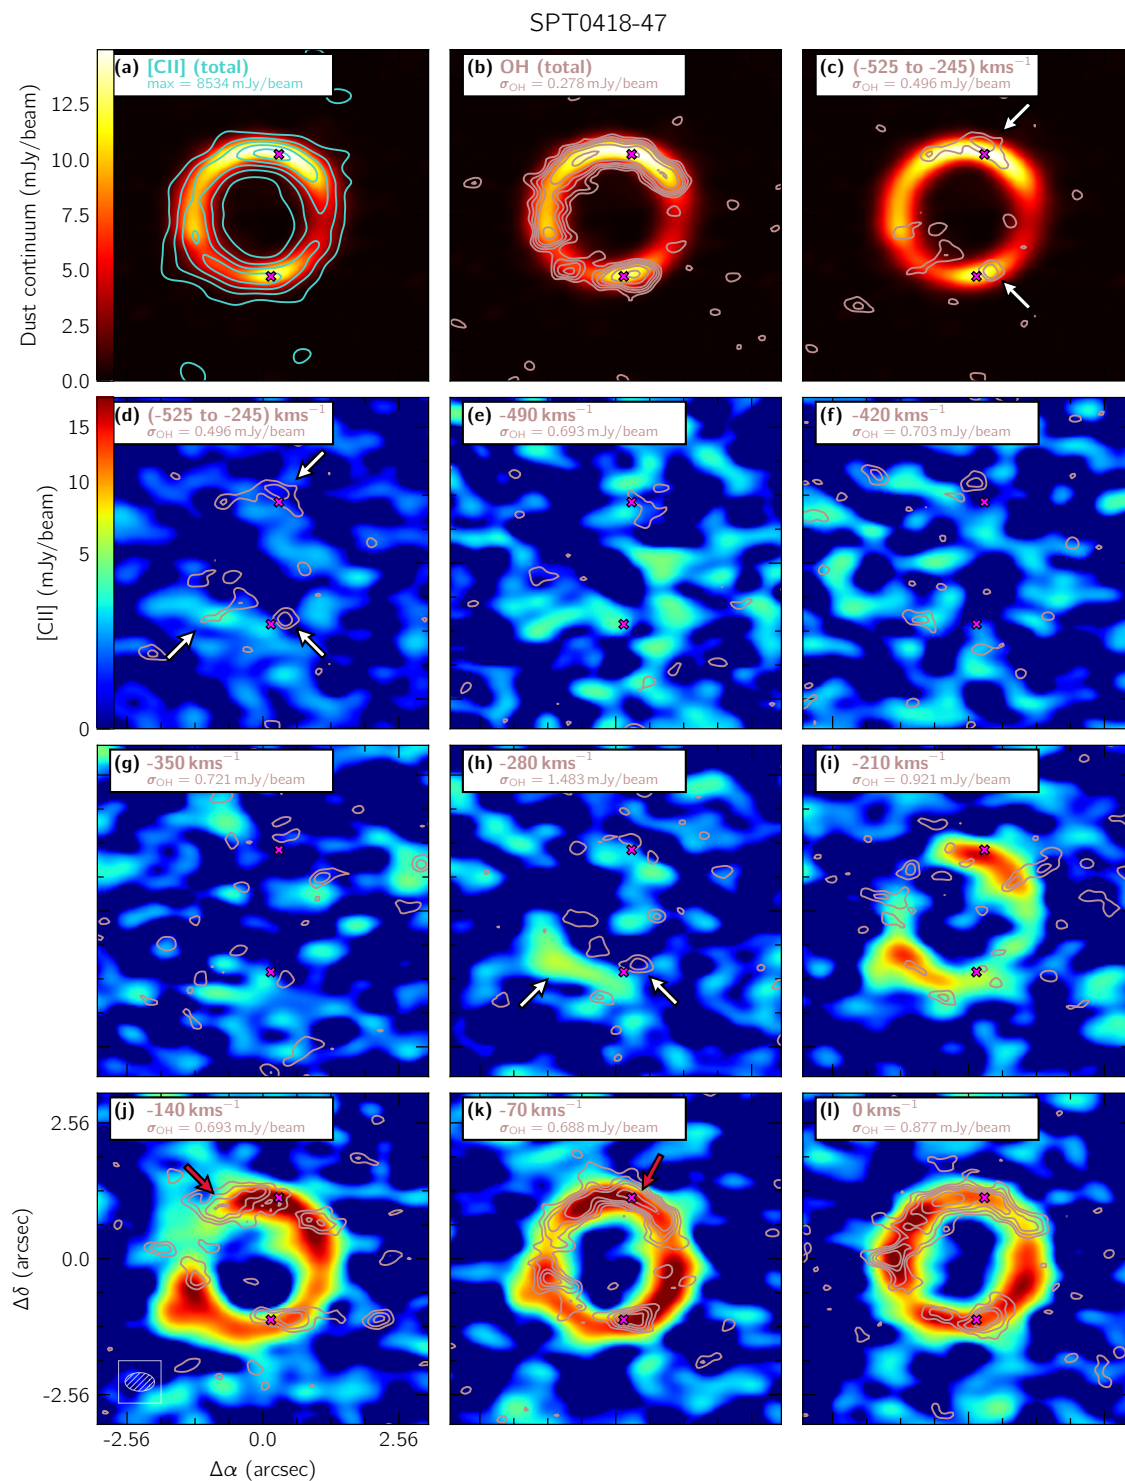 SPT0418-47
(a) [CII] (total)
max = 8534 mJy/beam
(b) OH (total)
σOH = 0.278 mJy/beam
(c) (-525 to -245) kms−1
σOH = 0.496 mJy/beam
12.5
10.0
7.5
5.0
2.5
0.0
Dust continuum (mJy/beam)
(d) (-525 to -245) kms−1
σOH = 0.496 mJy/beam
(e) -490 kms−1
σOH = 0.693 mJy/beam
(f) -420 kms−1
σOH = 0.703 mJy/beam
15
10
5
0
[CII] (mJy/beam)
(g) -350 kms−1
σOH = 0.721 mJy/beam
(h) -280 kms−1
σOH = 1.483 mJy/beam
(i) -210 kms−1
σOH = 0.921 mJy/beam
(j) -140 kms−1
σOH = 0.693 mJy/beam
(k) -70 kms−1
σOH = 0.688 mJy/beam
(l) 0 kms−1
σOH = 0.877 mJy/beam
2.56
0.0
-2.56
Δδ (arcsec)
-2.56 0.0 2.56
Δα (arcsec)